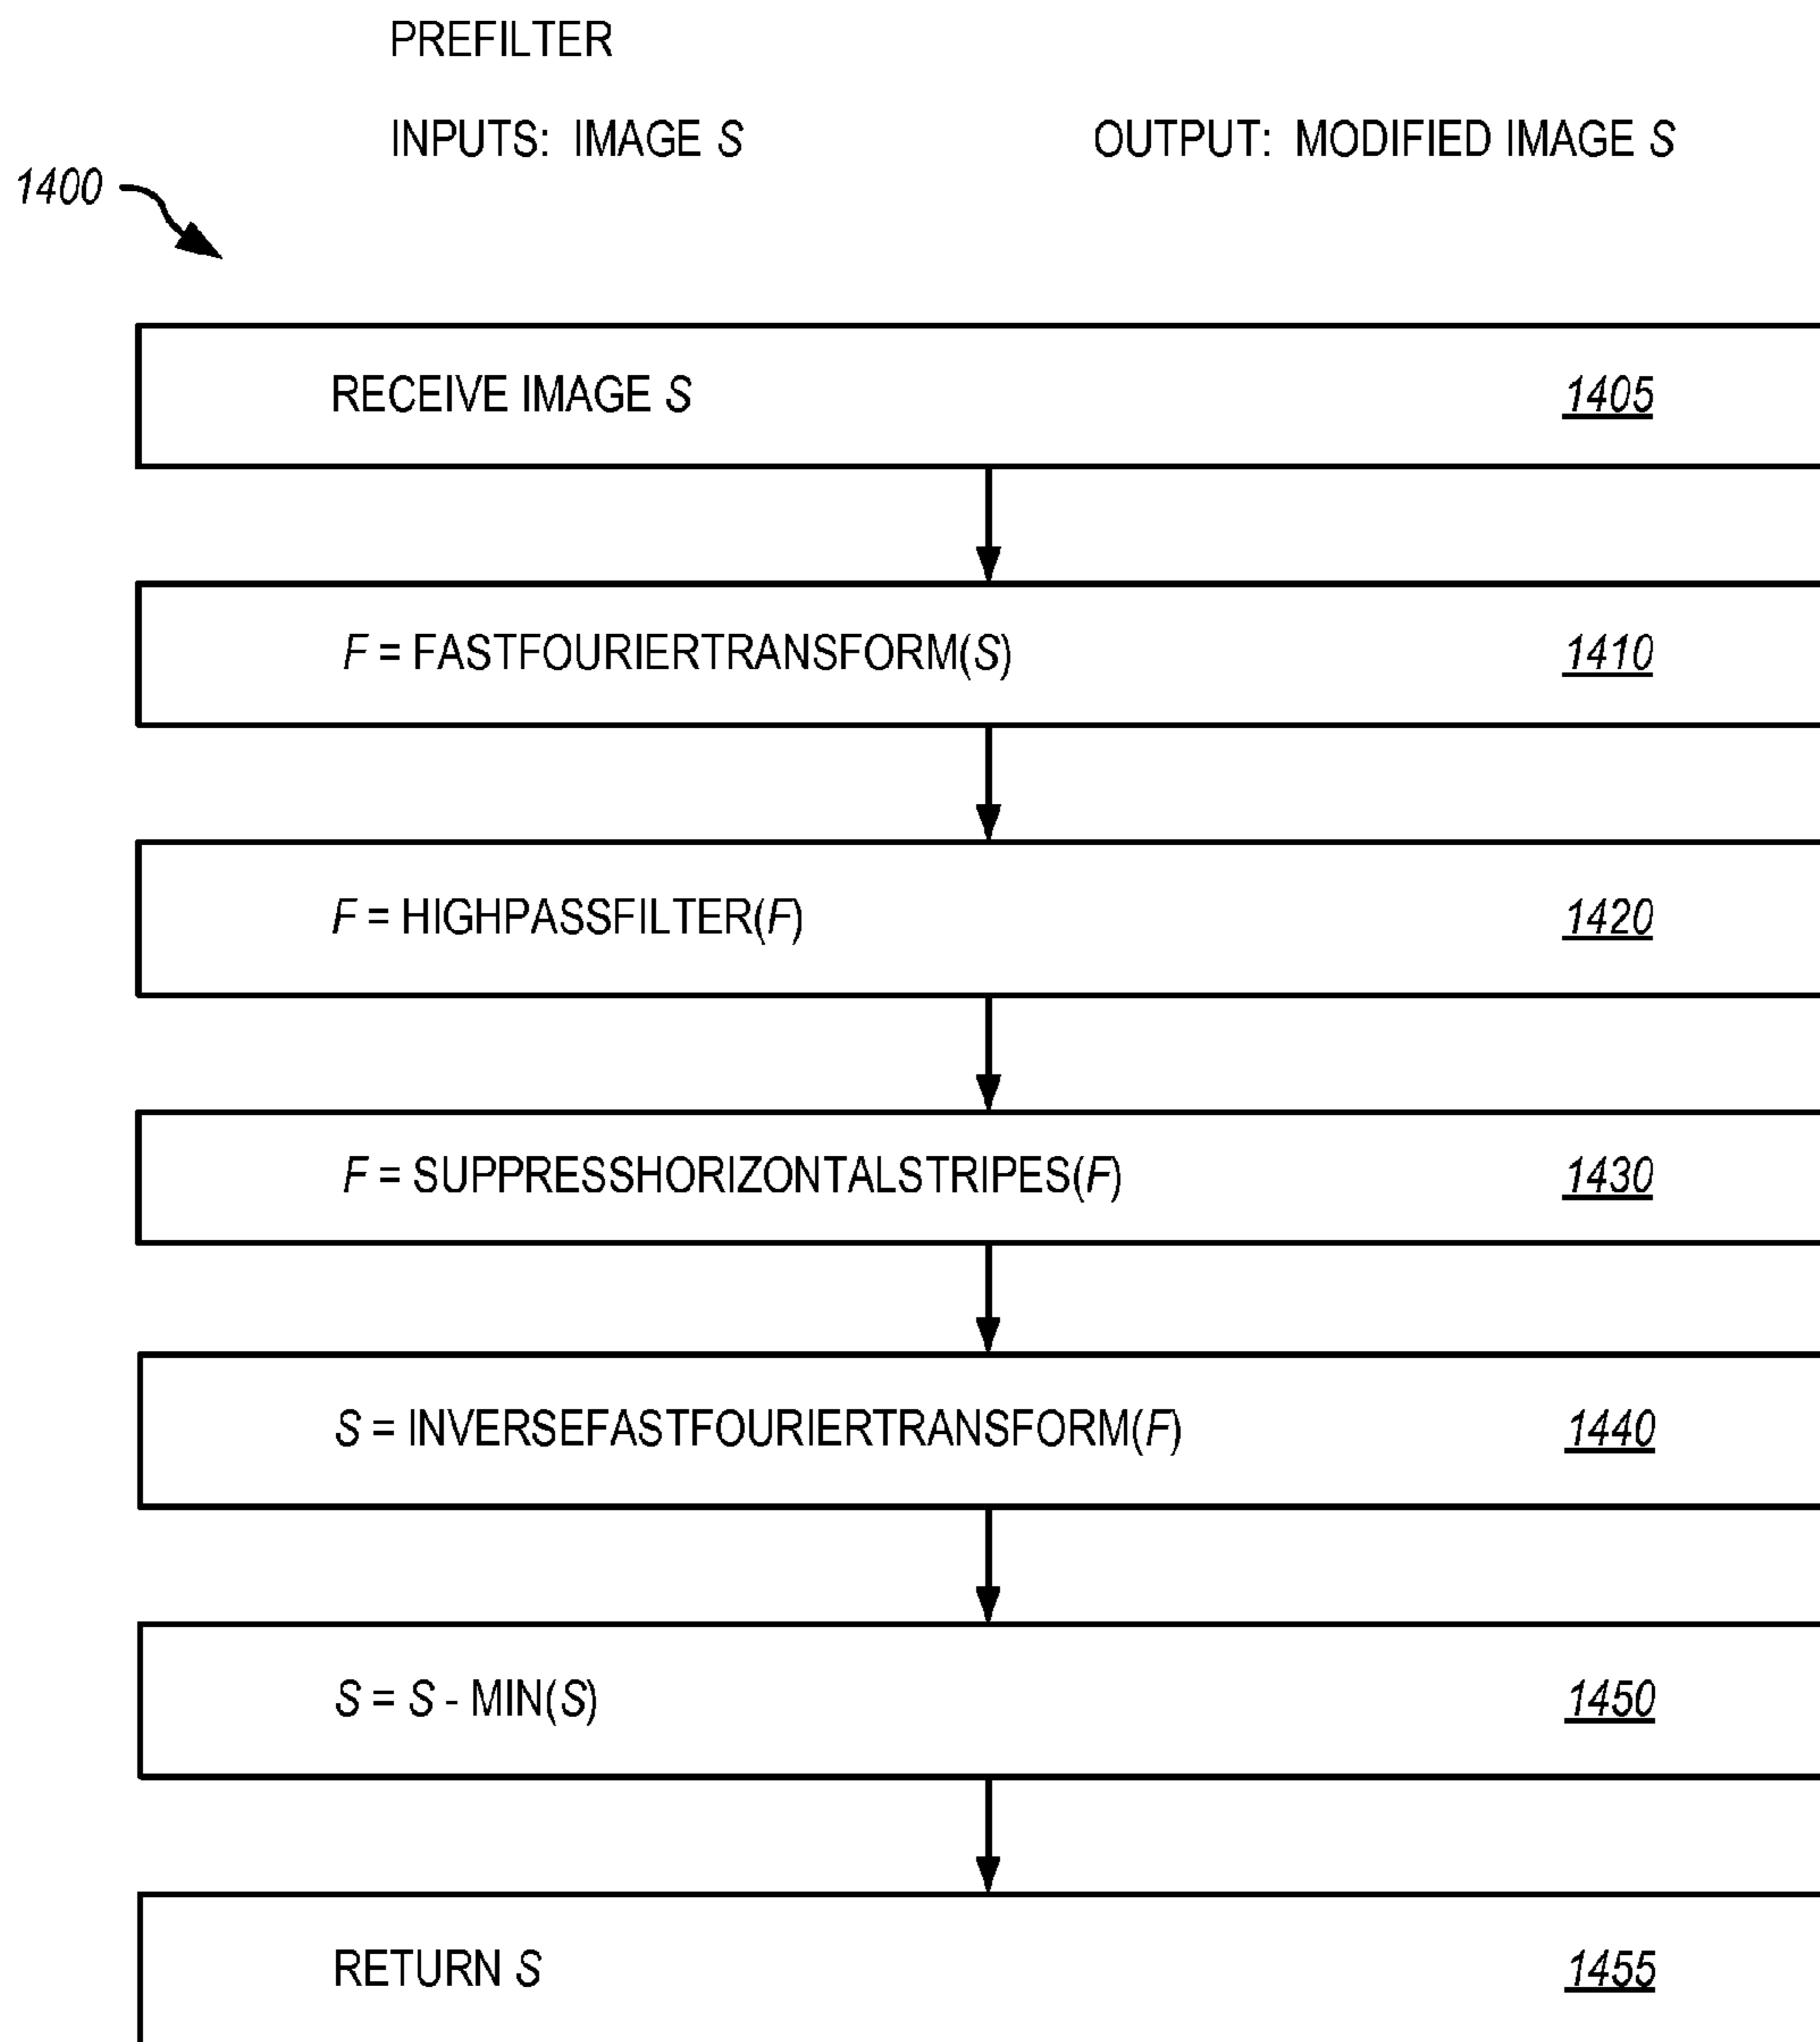 PREFILTER
INPUTS: IMAGE S OUTPUT: MODIFIED IMAGE S
1400
RECEIVE IMAGE S 1405
F = FASTFOURIERTRANSFORM(S) 1410
F = HIGHPASSFILTER(F) 1420
F = SUPPRESSHORIZONTALSTRIPES(F) 1430
S = INVERSEFASTFOURIERTRANSFORM(F) 1440
S = S - MIN(S) 1450
RETURN S 1455